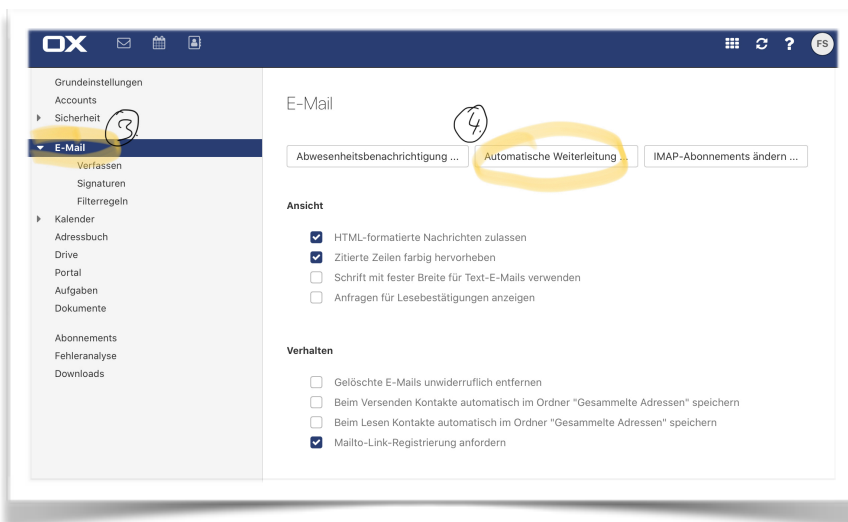 OX
? FS
Grundeinstellungen
Accounts
Sicherheit
3.
E-Mail
Verfassen
Signaturen
Filterregeln
Kalender
Adressbuch
Drive
Portal
Aufgaben
Dokumente
Abonnements
Fehleranalyse
Downloads
E-Mail
4.
Abwesenheitsbenachrichtigung ... Automatische Weiterleitung ... IMAP-Abonnements ändern ...
Ansicht
HTML-formatierte Nachrichten zulassen
Zitierte Zeilen farbig hervorheben
Schrift mit fester Breite für Text-E-Mails verwenden
Anfragen für Lesebestätigungen anzeigen
Verhalten
Gelöschte E-Mails unwiderruflich entfernen
Beim Versenden Kontakte automatisch im Ordner "Gesammelte Adressen" speichern
Beim Lesen Kontakte automatisch im Ordner "Gesammelte Adressen" speichern
Mailto-Link-Registrierung anfordern